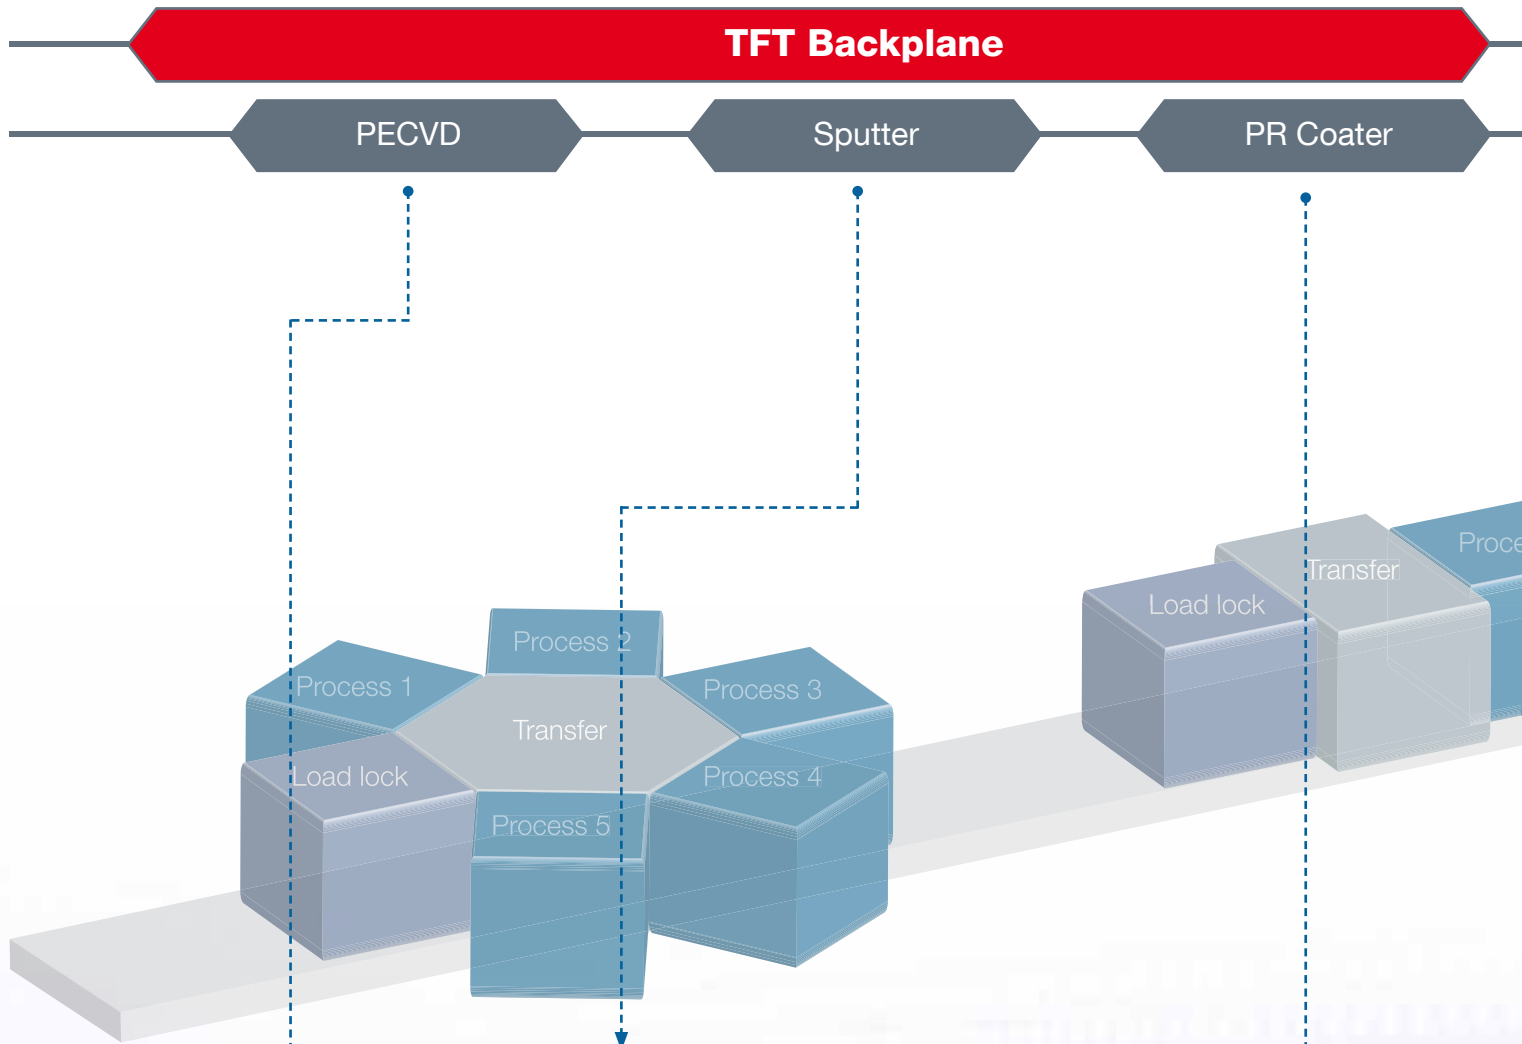 TFT Backplane
PECVD
Sputter
PR Coater
Proce
Transfer
Load lock
Process 2
Process 1
Process 3
Transfer
Load lock
Process 4
Process 5